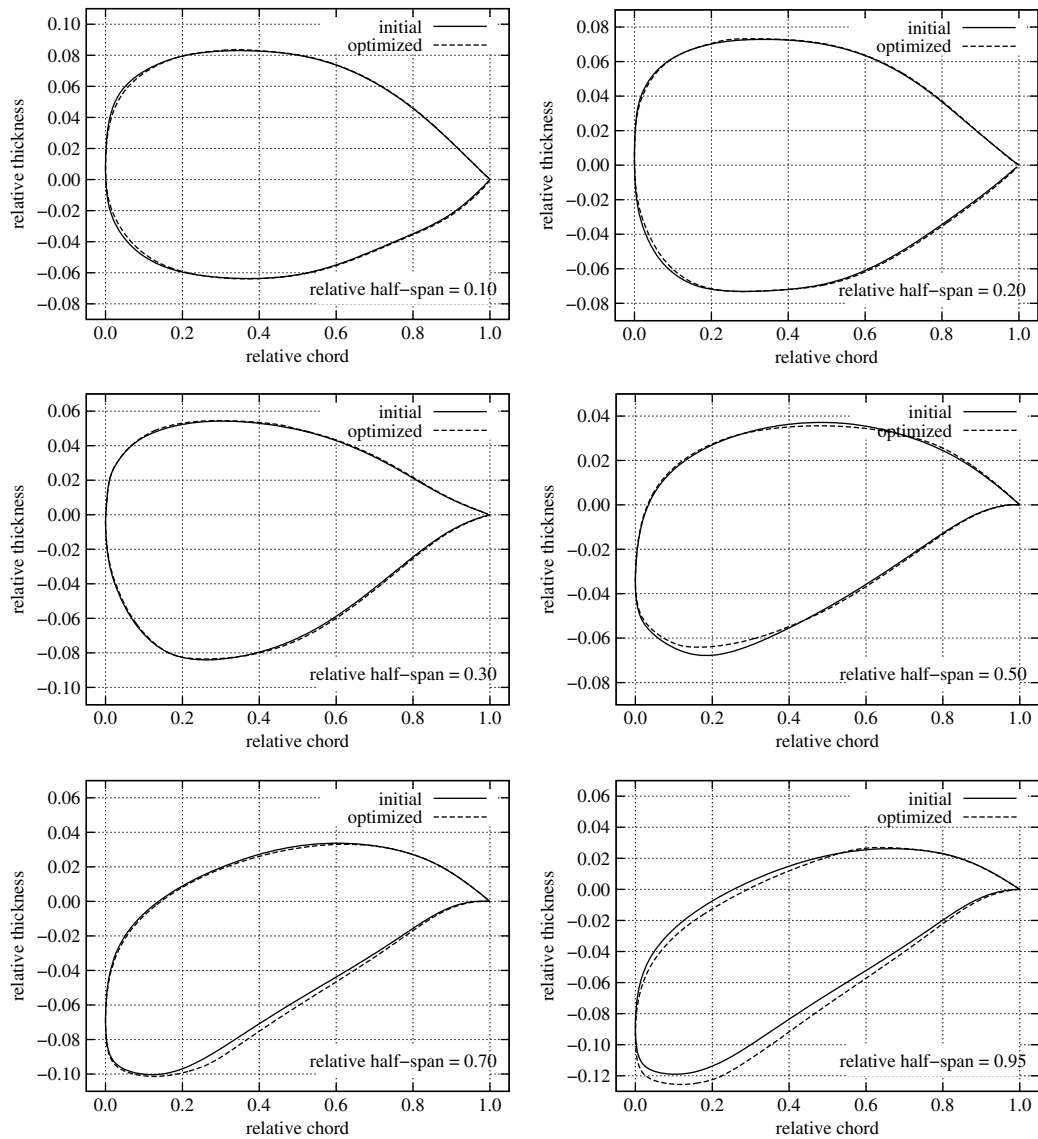 initial
optimized
0.10
0.08
0.06
0.04
0.02
0.00
−0.02
−0.04
−0.06
−0.08
relative thickness
relative half−span = 0.10
0.0 0.2 0.4 0.6 0.8 1.0
relative chord
initial
optimized
0.08
0.06
0.04
0.02
0.00
−0.02
−0.04
−0.06
−0.08
relative thickness
relative half−span = 0.20
0.0 0.2 0.4 0.6 0.8 1.0
relative chord
initial
optimized
0.06
0.04
0.02
0.00
−0.02
−0.04
−0.06
−0.08
−0.10
relative thickness
relative half−span = 0.30
0.0 0.2 0.4 0.6 0.8 1.0
relative chord
initial
optimized
0.04
0.02
0.00
−0.02
−0.04
−0.06
−0.08
relative thickness
relative half−span = 0.50
0.0 0.2 0.4 0.6 0.8 1.0
relative chord
initial
optimized
0.06
0.04
0.02
0.00
−0.02
−0.04
−0.06
−0.08
−0.10
relative thickness
relative half−span = 0.70
0.0 0.2 0.4 0.6 0.8 1.0
relative chord
initial
optimized
0.06
0.04
0.02
0.00
−0.02
−0.04
−0.06
−0.08
−0.10
−0.12
relative thickness
relative half−span = 0.95
0.0 0.2 0.4 0.6 0.8 1.0
relative chord